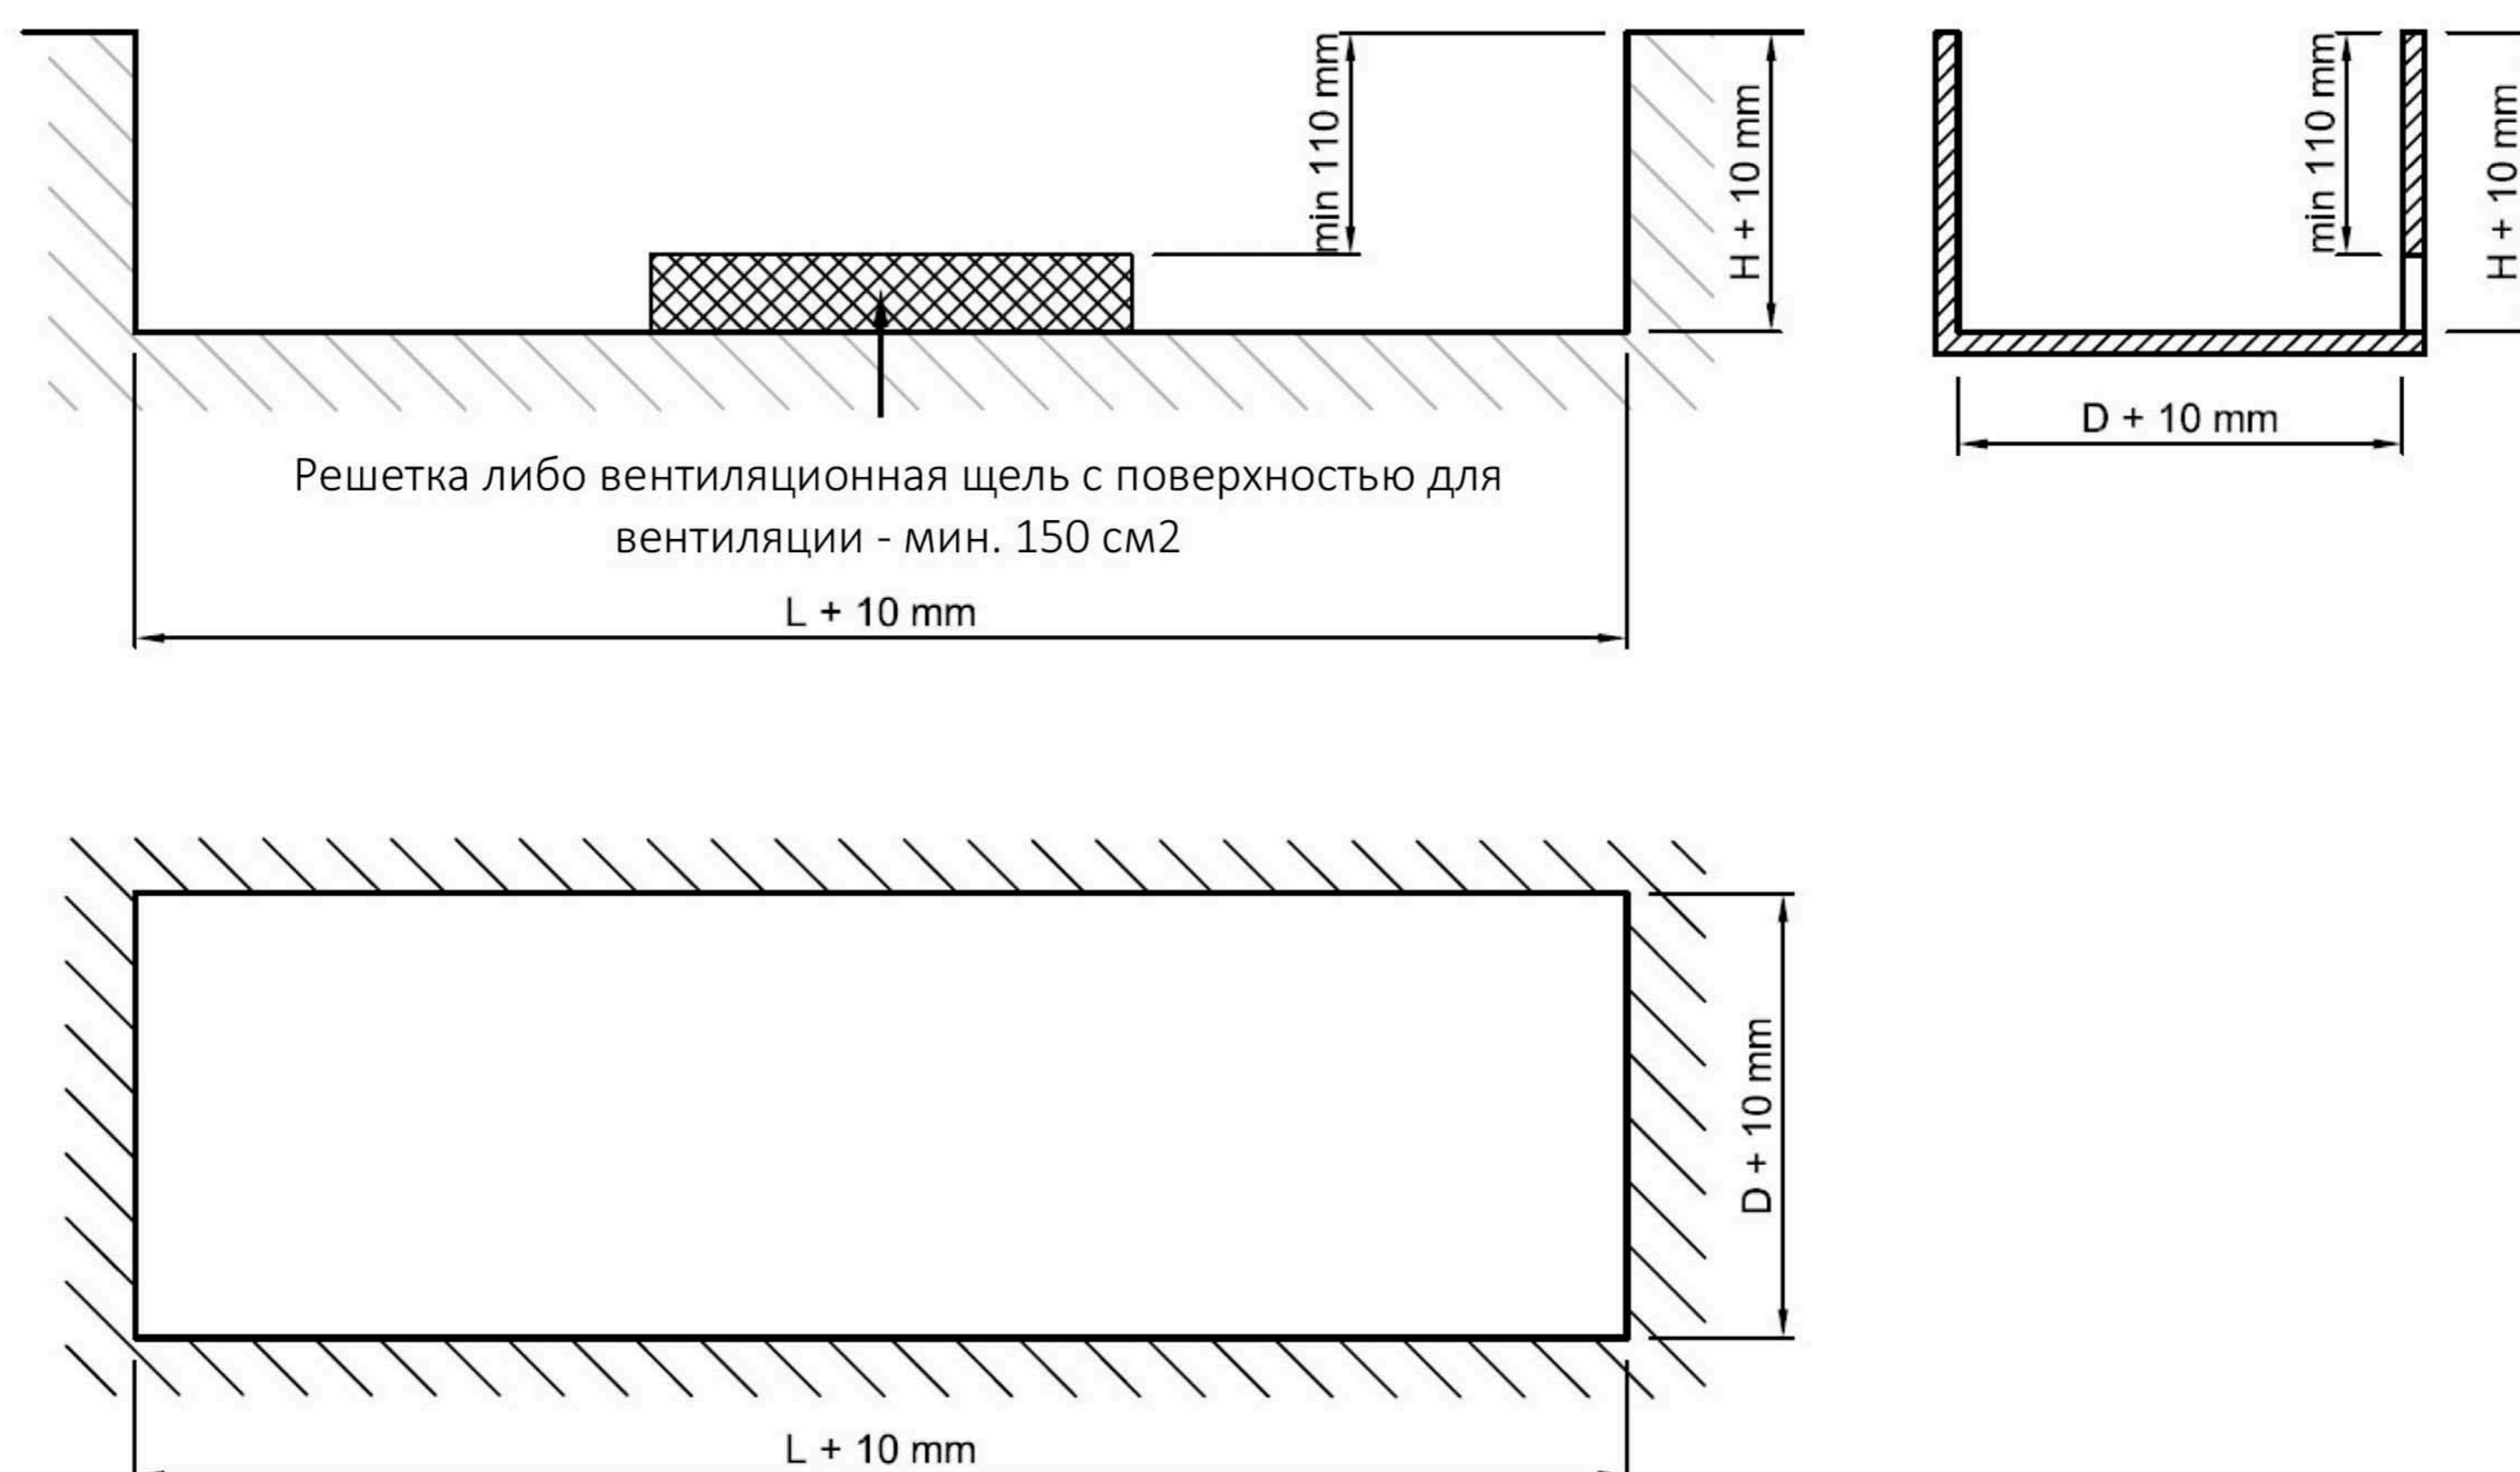 min 110 mm
H + 10 mm
min 110 mm
H + 10 mm
D + 10 mm
Решетка либо вентиляционная щель с поверхностью для
вентиляции - мин. 150 см2
L + 10 mm
D + 10 mm
L + 10 mm